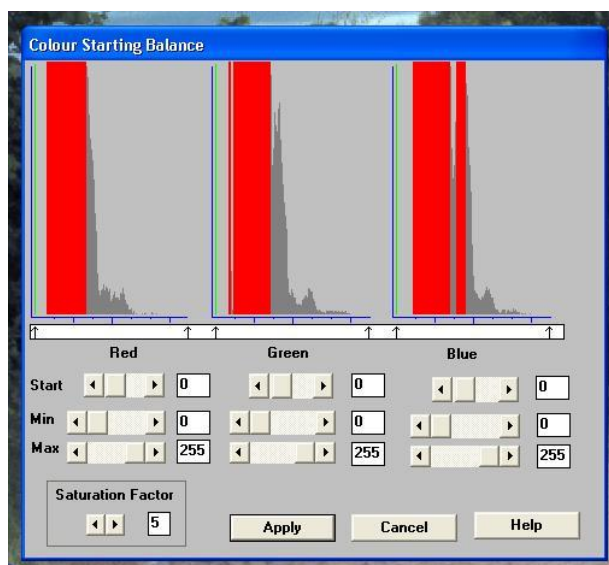 Colour Starting Balance
Red Green Blue
Start 0 0 0
Min 0 0 0
Max 255 255 255
Saturation Factor
5
Apply Cancel Help